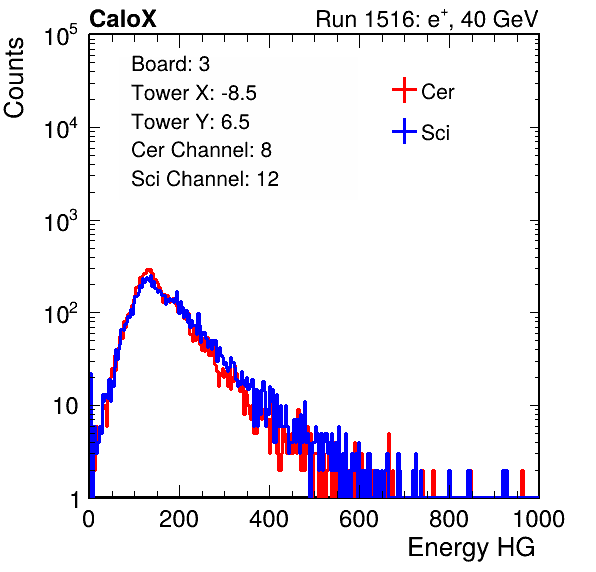 CaloX
Run 1516: e⁺, 40 GeV
Counts
10⁵
10⁴
10³
10²
10
1
Board: 3
Tower X: -8.5
Tower Y: 6.5
Cer Channel: 8
Sci Channel: 12
Cer
Sci
0 200 400 600 800 1000
Energy HG